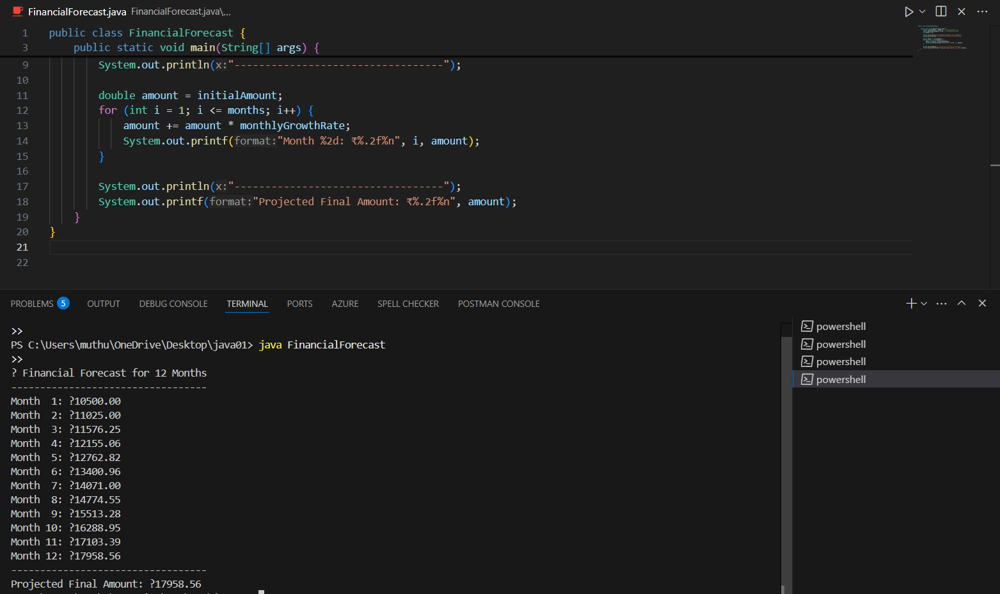 FinancialForecast.java FinancialForecast.java\...
1 public class FinancialForecast {
3 public static void main(String[] args) {
9 System.out.println(x:"----------------------------------");
10
11 double amount = initialAmount;
12 for (int i = 1; i <= months; i++) {
13 amount += amount * monthlyGrowthRate;
14 System.out.printf(format:"Month %2d: ₹%.2f%n", i, amount);
15 }
16
17 System.out.println(x:"----------------------------------");
18 System.out.printf(format:"Projected Final Amount: ₹%.2f%n", amount);
19 }
20 }
21
22
PROBLEMS 5 OUTPUT DEBUG CONSOLE TERMINAL PORTS AZURE SPELL CHECKER POSTMAN CONSOLE
>>
PS C:\Users\muthu\OneDrive\Desktop\java01> java FinancialForecast
>>
? Financial Forecast for 12 Months
----------------------------------
Month  1: ?10500.00
Month  2: ?11025.00
Month  3: ?11576.25
Month  4: ?12155.06
Month  5: ?12762.82
Month  6: ?13400.96
Month  7: ?14071.00
Month  8: ?14774.55
Month  9: ?15513.28
Month 10: ?16288.95
Month 11: ?17103.39
Month 12: ?17958.56
----------------------------------
Projected Final Amount: ?17958.56
powershell
powershell
powershell
powershell